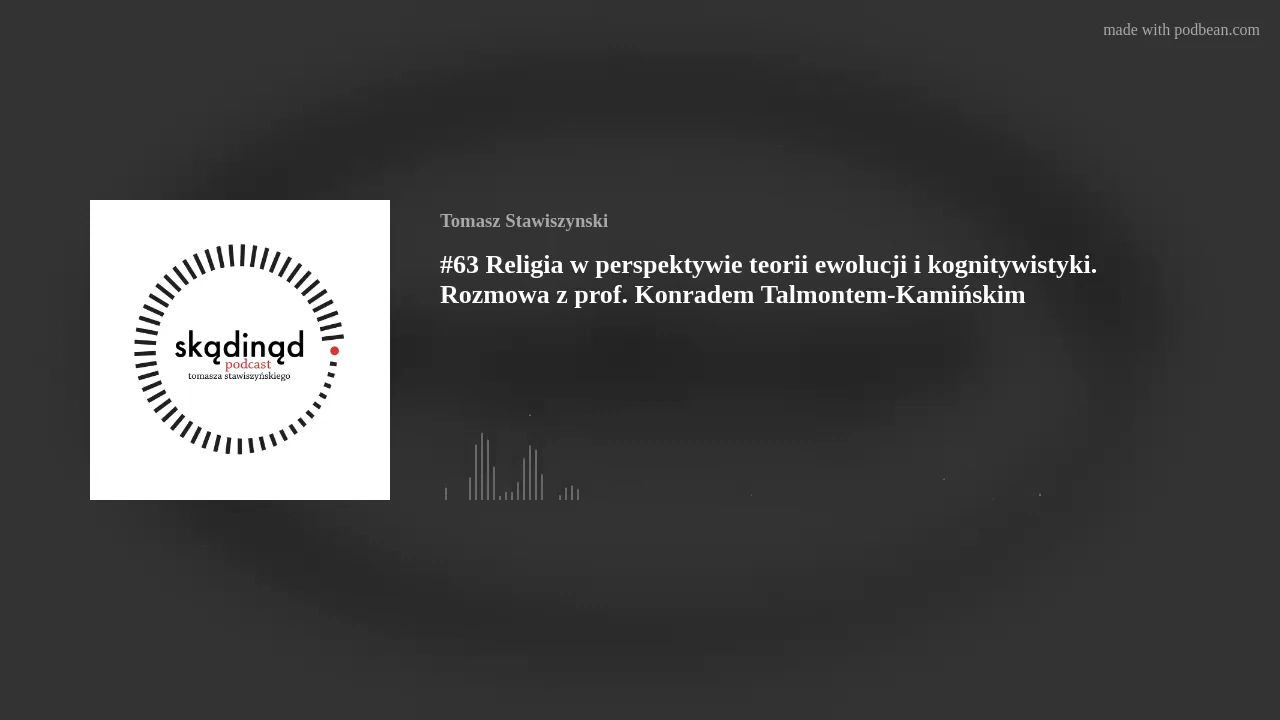 made with podbean.com
Tomasz Stawiszynski
#63 Religia w perspektywie teorii ewolucji i kognitywistyki.
Rozmowa z prof. Konradem Talmontem-Kamińskim
skądinąd
podcast
tomasza stawiszyńskiego